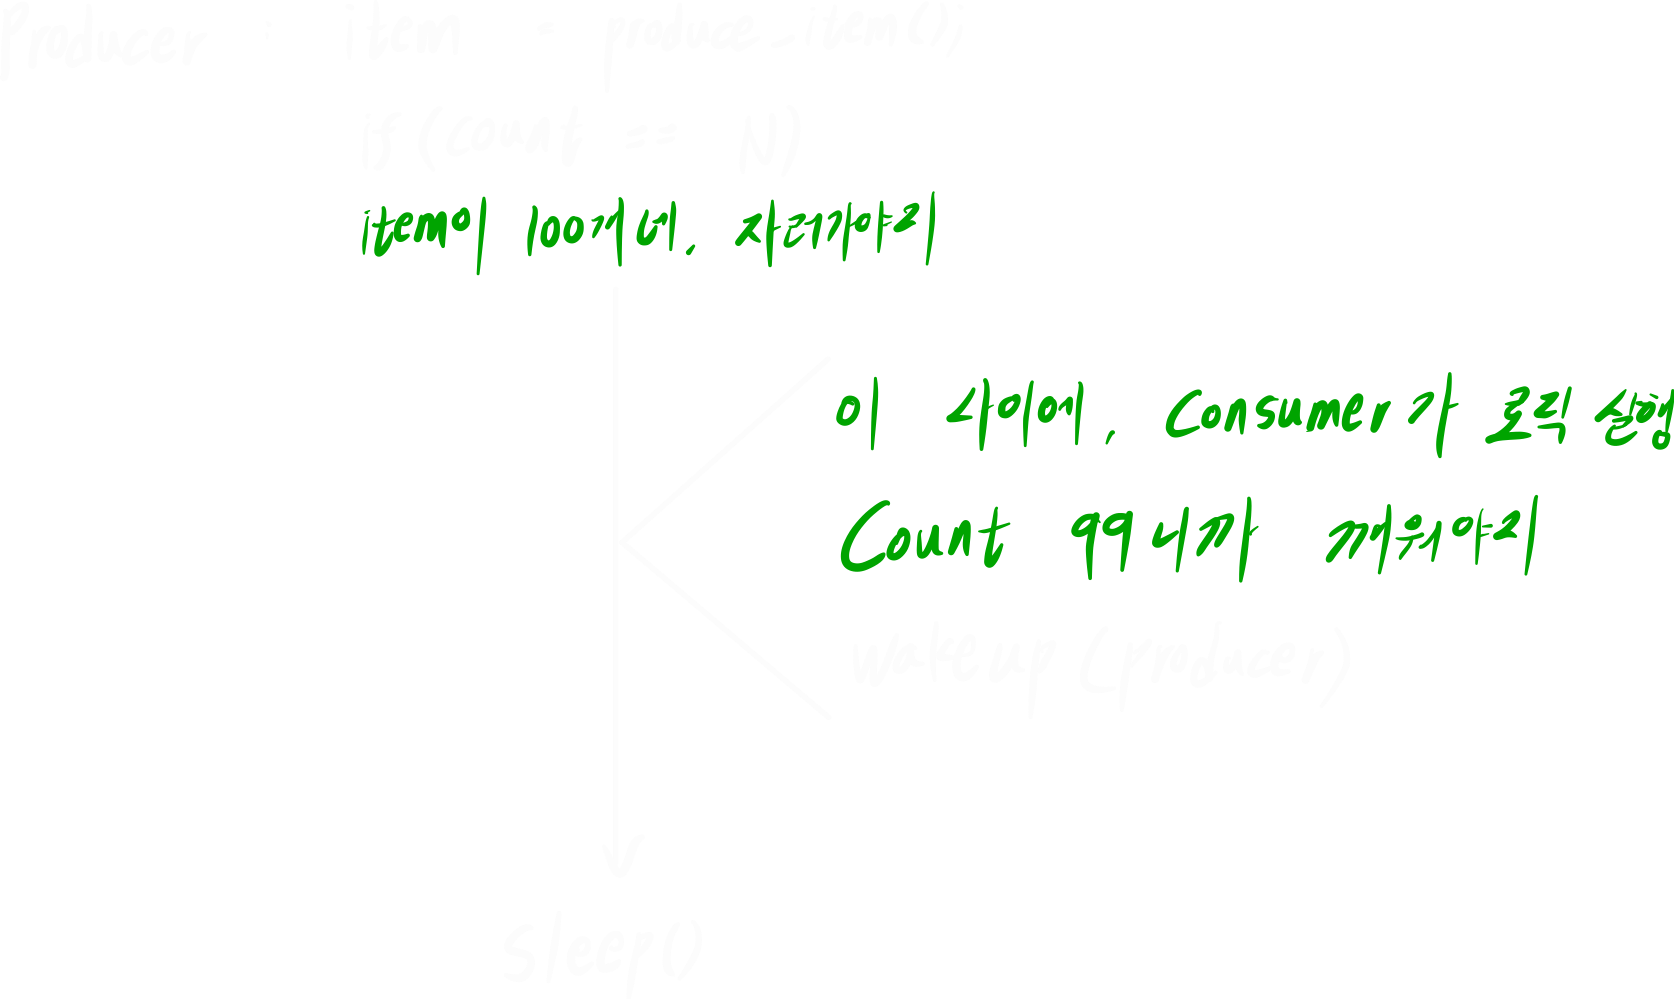 Producer : item = produce_item();
if (count == N)
item이 100개네. 자러가야지
이 사이에, Consumer가 로직 실행
Count 99니까 깨워야지
wakeup (producer)
Sleep()